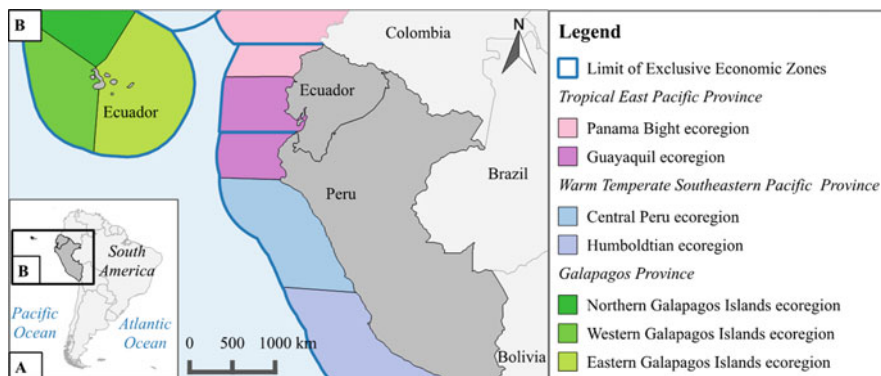 B
Colombia
N
Ecuador
Ecuador
Brazil
Peru
South
America
B
Pacific
Ocean
Atlantic
Ocean
A
0 500 1000 km
Bolivia
Legend
Limit of Exclusive Economic Zones
Tropical East Pacific Province
Panama Bight ecoregion
Guayaquil ecoregion
Warm Temperate Southeastern Pacific Province
Central Peru ecoregion
Humboldtian ecoregion
Galapagos Province
Northern Galapagos Islands ecoregion
Western Galapagos Islands ecoregion
Eastern Galapagos Islands ecoregion